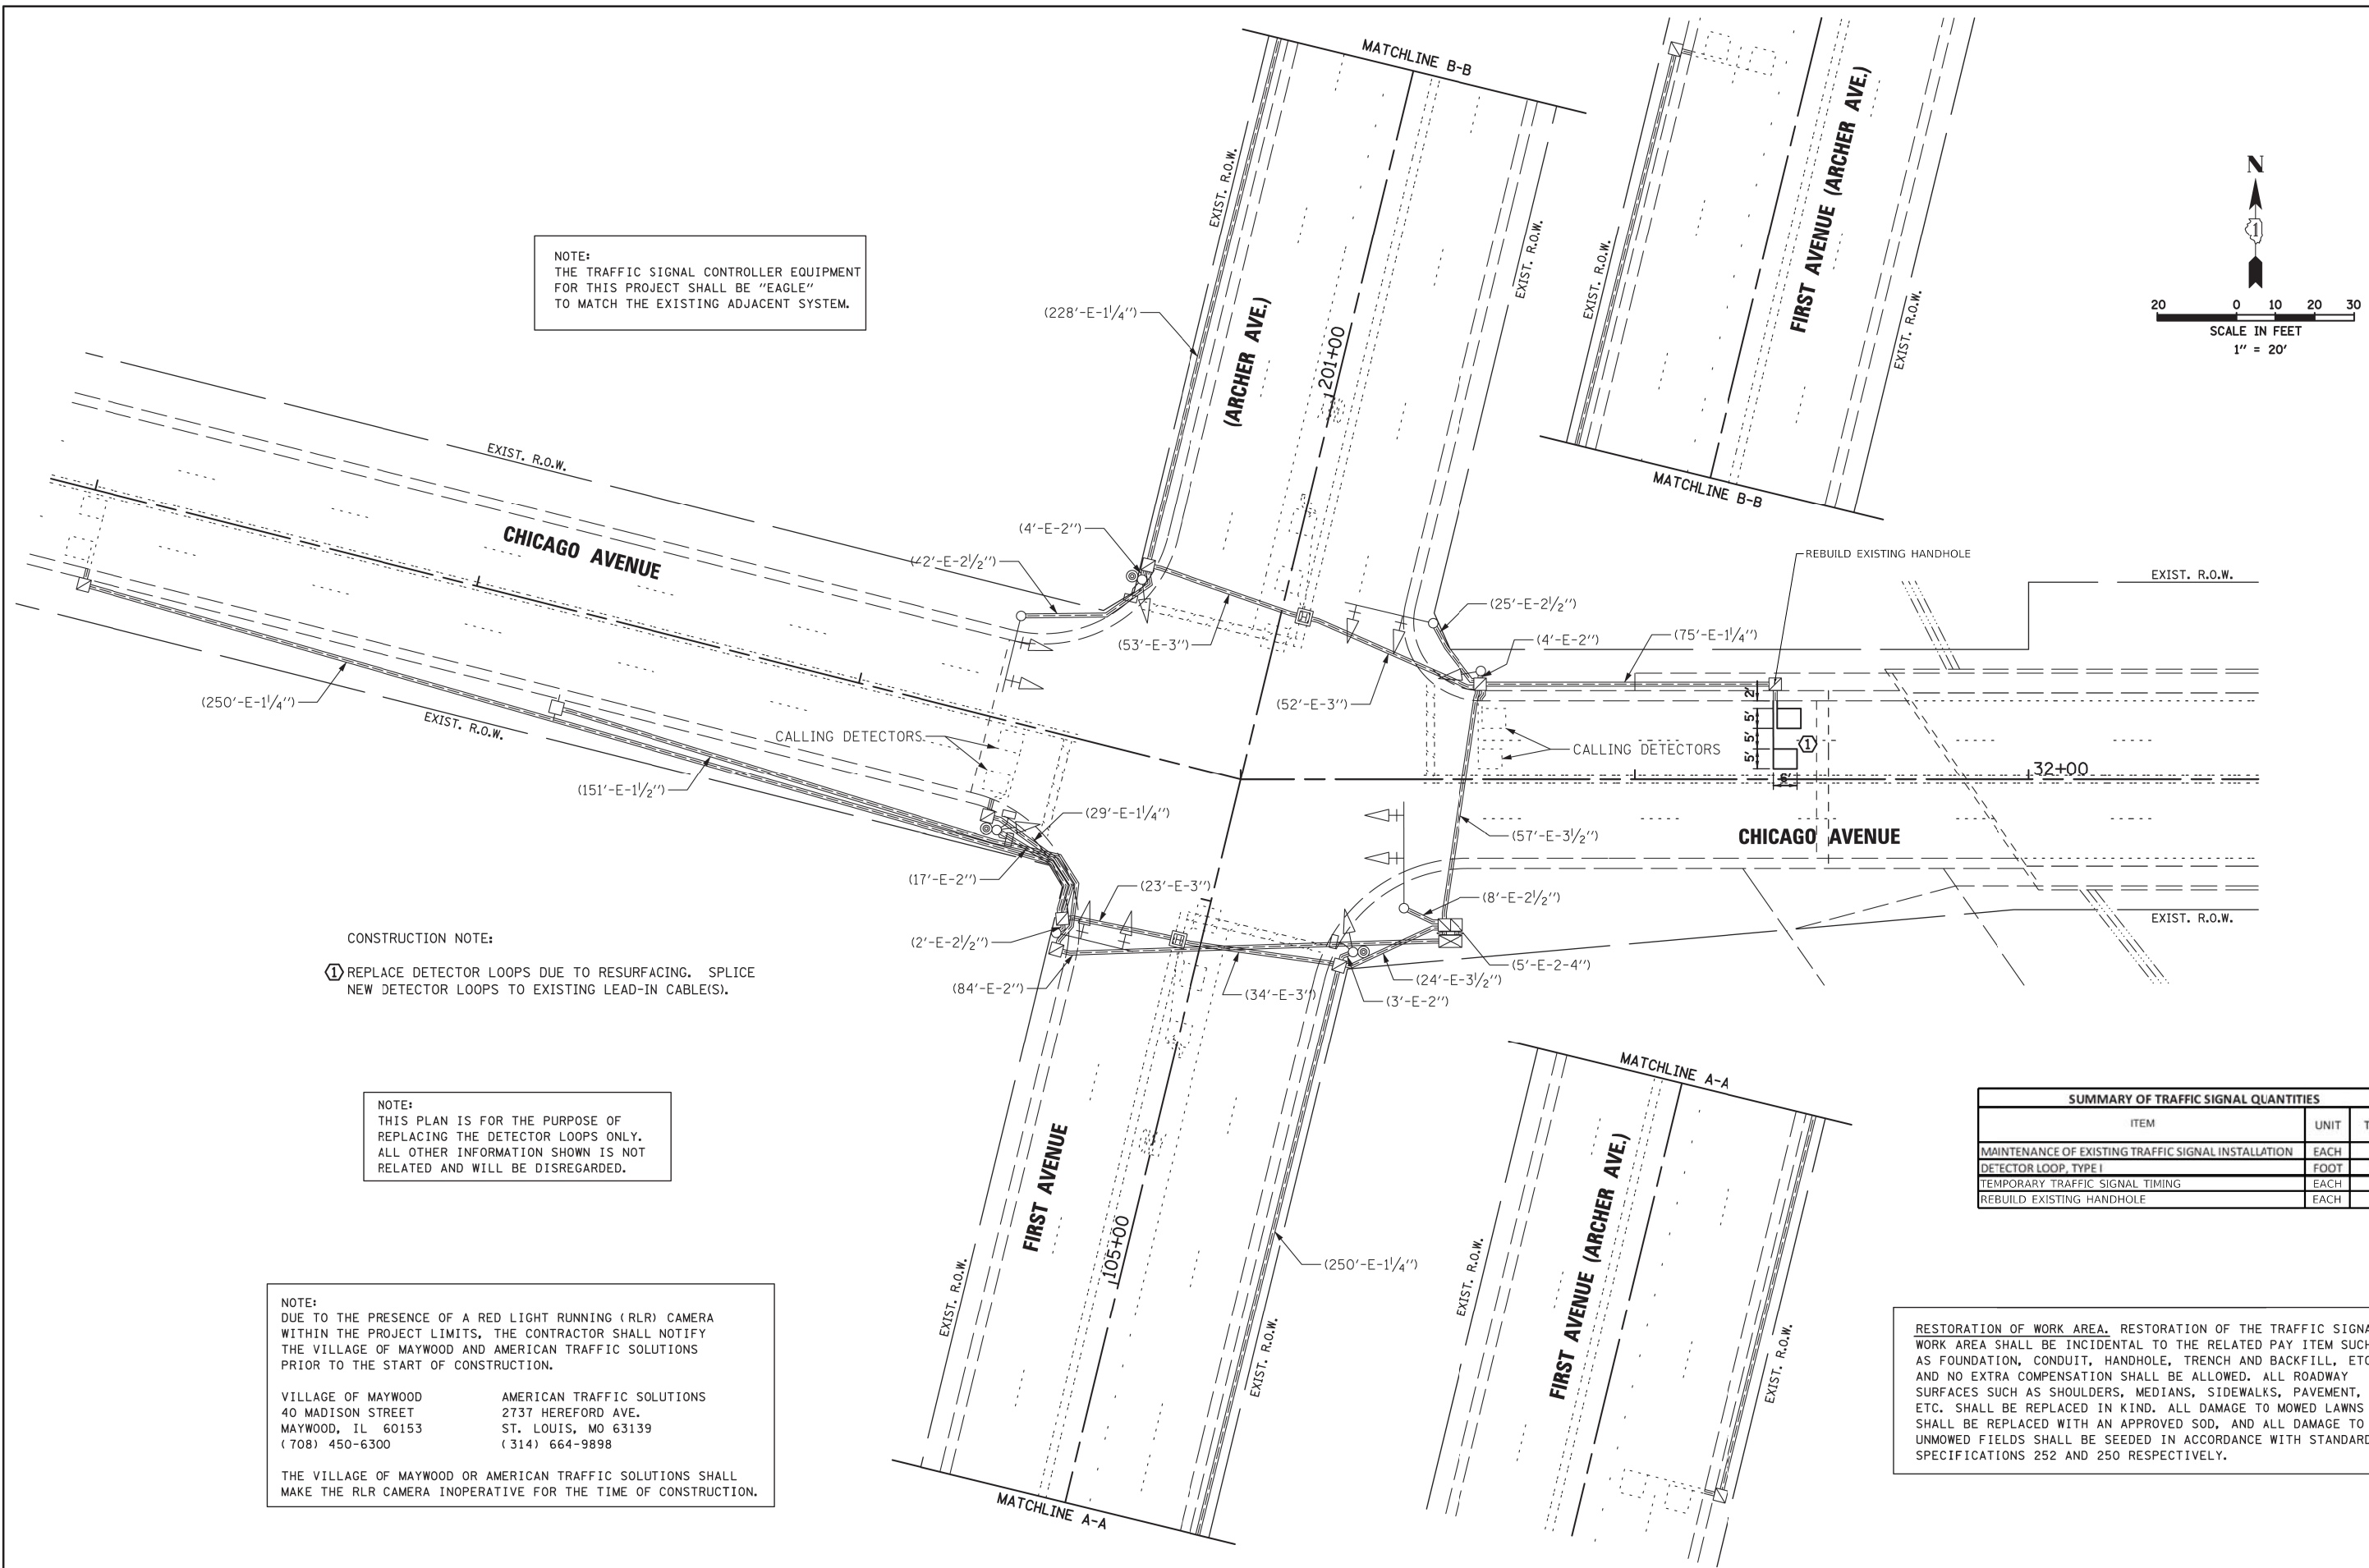 MATCHLINE B-B
FIRST AVENUE (ARCHER AVE.)
EXIST. R.O.W.
EXIST. R.O.W.
EXIST. R.O.W.
EXIST. R.O.W.
MATCHLINE B-B
N
1
20 0 10 20 30
SCALE IN FEET
1" = 20'
NOTE:
THE TRAFFIC SIGNAL CONTROLLER EQUIPMENT
FOR THIS PROJECT SHALL BE "EAGLE"
TO MATCH THE EXISTING ADJACENT SYSTEM.
(228'-E-1¼")
(ARCHER AVE.)
1201+00
EXIST. R.O.W.
CHICAGO AVENUE
(4'-E-2")
2'-E-2½")
(53'-E-3")
(25'-E-2½")
(4'-E-2")
(75'-E-1¼")
REBUILD EXISTING HANDHOLE
EXIST. R.O.W.
(52'-E-3")
(250'-E-1¼")
EXIST. R.O.W.
CALLING DETECTORS
CALLING DETECTORS
2'
5'
5'
5'
6'
1
32+00
(151'-E-1½")
(29'-E-1¼")
(57'-E-3½")
CHICAGO AVENUE
(17'-E-2")
(23'-E-3")
(8'-E-2½")
EXIST. R.O.W.
(2'-E-2½")
(84'-E-2")
(34'-E-3")
(5'-E-2-4")
(24'-E-3½")
(3'-E-2")
CONSTRUCTION NOTE:
1 REPLACE DETECTOR LOOPS DUE TO RESURFACING. SPLICE
NEW DETECTOR LOOPS TO EXISTING LEAD-IN CABLE(S).
NOTE:
THIS PLAN IS FOR THE PURPOSE OF
REPLACING THE DETECTOR LOOPS ONLY.
ALL OTHER INFORMATION SHOWN IS NOT
RELATED AND WILL BE DISREGARDED.
FIRST AVENUE
105+00
EXIST. R.O.W.
EXIST. R.O.W.
(250'-E-1¼")
MATCHLINE A-A
MATCHLINE A-A
FIRST AVENUE (ARCHER AVE.)
EXIST. R.O.W.
EXIST. R.O.W.
SUMMARY OF TRAFFIC SIGNAL QUANTITIES
ITEM UNIT
MAINTENANCE OF EXISTING TRAFFIC SIGNAL INSTALLATION EACH
DETECTOR LOOP, TYPE I FOOT
TEMPORARY TRAFFIC SIGNAL TIMING EACH
REBUILD EXISTING HANDHOLE EACH
NOTE:
DUE TO THE PRESENCE OF A RED LIGHT RUNNING (RLR) CAMERA
WITHIN THE PROJECT LIMITS, THE CONTRACTOR SHALL NOTIFY
THE VILLAGE OF MAYWOOD AND AMERICAN TRAFFIC SOLUTIONS
PRIOR TO THE START OF CONSTRUCTION.
VILLAGE OF MAYWOOD
40 MADISON STREET
MAYWOOD, IL 60153
(708) 450-6300
AMERICAN TRAFFIC SOLUTIONS
2737 HEREFORD AVE.
ST. LOUIS, MO 63139
(314) 664-9898
THE VILLAGE OF MAYWOOD OR AMERICAN TRAFFIC SOLUTIONS SHALL
MAKE THE RLR CAMERA INOPERATIVE FOR THE TIME OF CONSTRUCTION.
RESTORATION OF WORK AREA. RESTORATION OF THE TRAFFIC SIGNA
WORK AREA SHALL BE INCIDENTAL TO THE RELATED PAY ITEM SUCH
AS FOUNDATION, CONDUIT, HANDHOLE, TRENCH AND BACKFILL, ETC
AND NO EXTRA COMPENSATION SHALL BE ALLOWED. ALL ROADWAY
SURFACES SUCH AS SHOULDERS, MEDIANS, SIDEWALKS, PAVEMENT,
ETC. SHALL BE REPLACED IN KIND. ALL DAMAGE TO MOWED LAWNS
SHALL BE REPLACED WITH AN APPROVED SOD, AND ALL DAMAGE TO
UNMOWED FIELDS SHALL BE SEEDED IN ACCORDANCE WITH STANDARD
SPECIFICATIONS 252 AND 250 RESPECTIVELY.